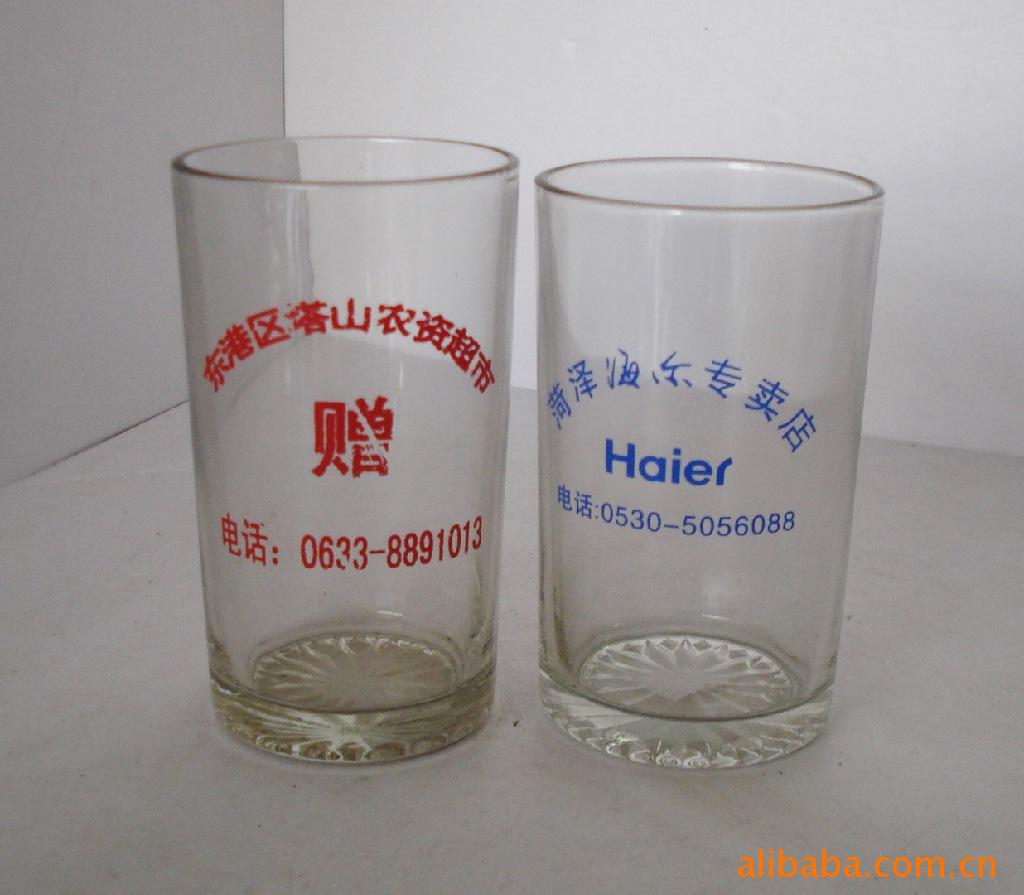 东港区塔山农资超市
赠
电话：0633-8891013
菏泽海尔专卖店
Haier
电话:0530-5056088
alibaba.com.cn